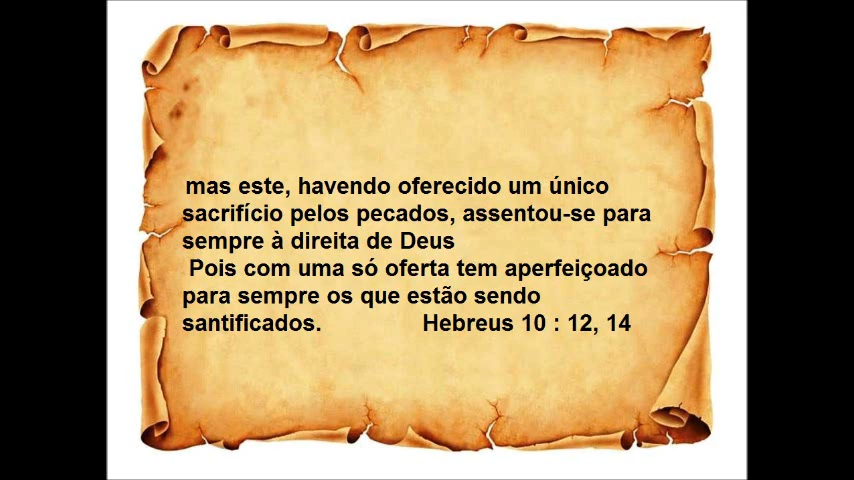 mas este, havendo oferecido um único
sacrifício pelos pecados, assentou-se para
sempre à direita de Deus
Pois com uma só oferta tem aperfeiçoado
para sempre os que estão sendo
santificados. Hebreus 10 : 12, 14